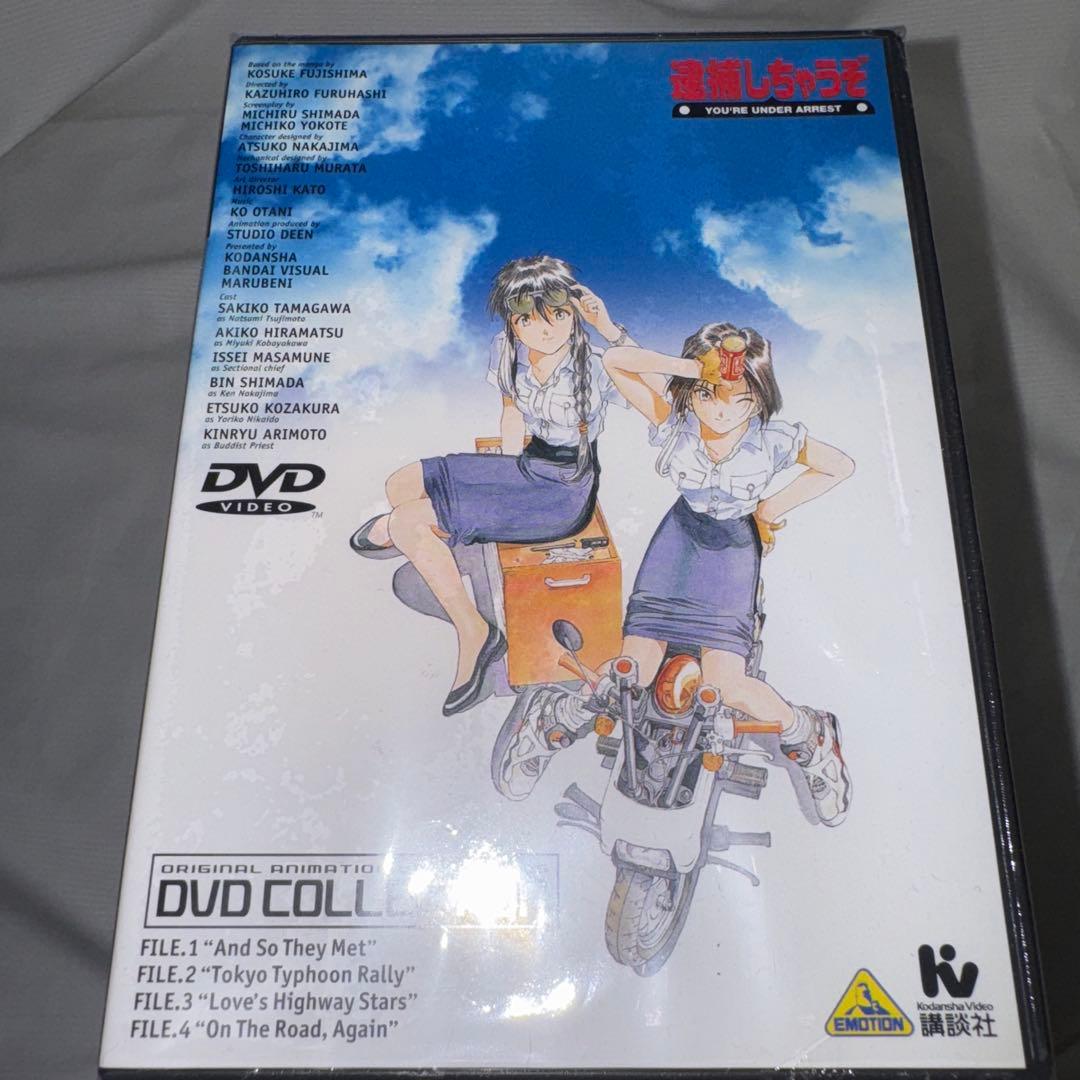 Based on the manga by
KOSUKE FUJISHIMA
Directed by
KAZUHIRO FURUHASHI
Screenplay by
MICHIRU SHIMADA
MICHIKO YOKOTE
Character designed by
ATSUKO NAKAJIMA
Mechanical designed by
TOSHIHARU MURATA
Art director
HIROSHI KATO
Music
KO OTANI
Animation produced by
STUDIO DEEN
Presented by
KODANSHA
BANDAI VISUAL
MARUBENI
Cast
SAKIKO TAMAGAWA
as Natsumi Tsujimoto
AKIKO HIRAMATSU
as Miyuki Kobayakawa
ISSEI MASAMUNE
as Sectional chief
BIN SHIMADA
as Ken Nakajima
ETSUKO KOZAKURA
as Yoriko Nikaido
KINRYU ARIMOTO
as Buddist Priest
DVD
VIDEO
TM
逮捕しちゃうぞ
YOU'RE UNDER ARREST
ORIGINAL ANIMATIO
DVD COLL
FILE.1 "And So They Met"
FILE.2 "Tokyo Typhoon Rally"
FILE.3 "Love's Highway Stars"
FILE.4 "On The Road, Again"
EMOTION
Kodansha Video
講談社